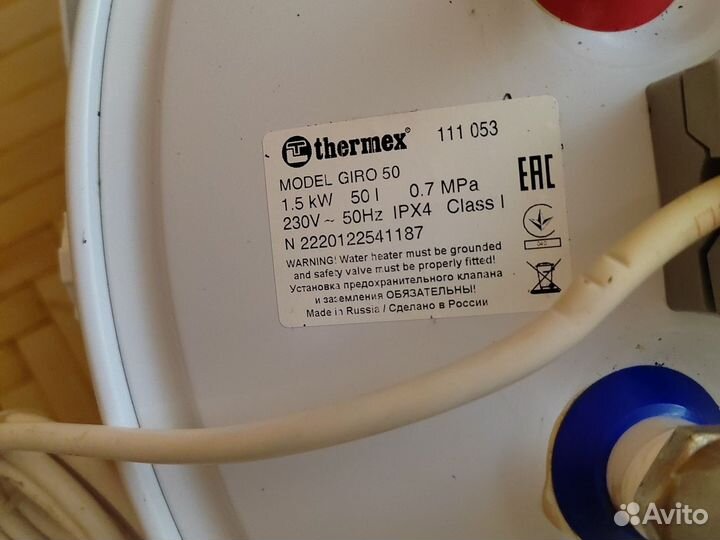 thermex® 111 053
MODEL GIRO 50
1.5 kW 50 l 0.7 MPa
230V ~ 50Hz IPX4 Class I
N 2220122541187
EAC
WARNING! Water heater must be grounded
and safety valve must be properly fitted!
Установка предохранительного клапана
и заземления ОБЯЗАТЕЛЬНЫ!
Made in Russia / Сделано в России
Avito